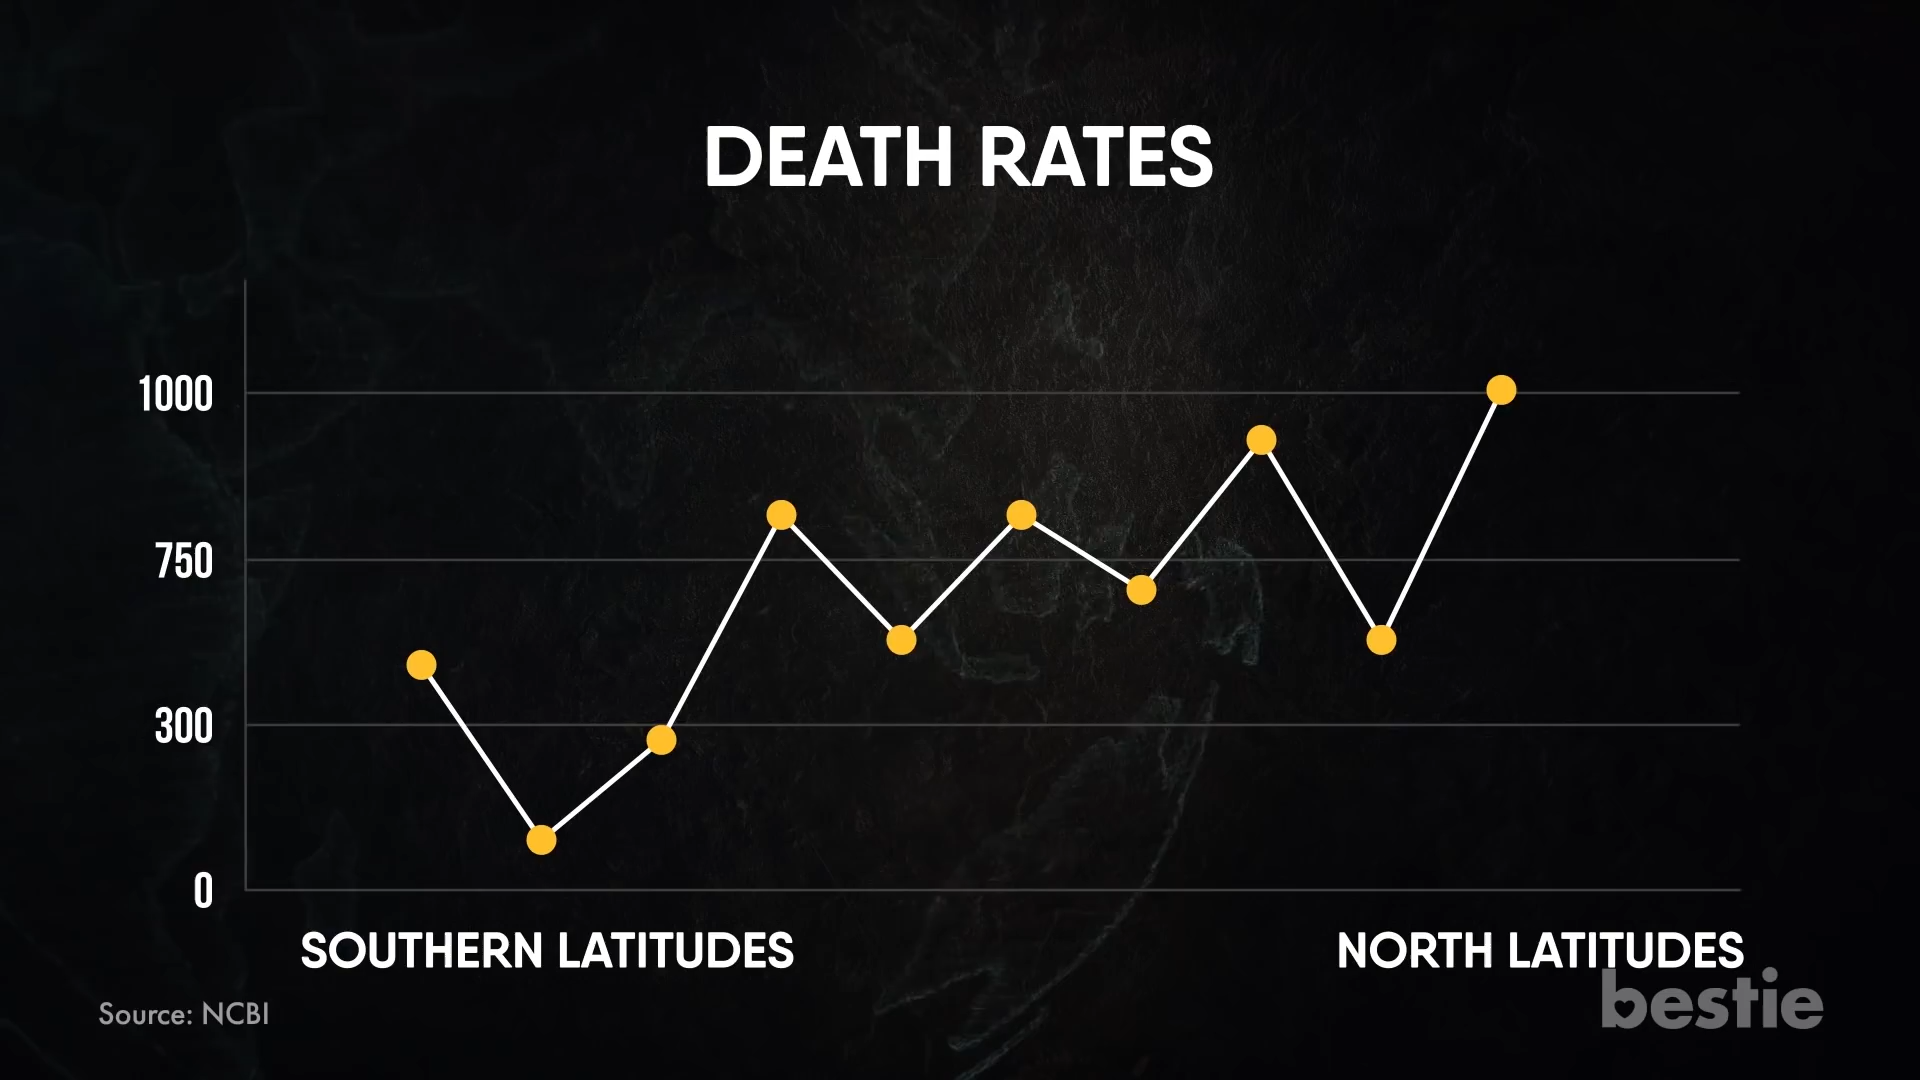 DEATH RATES
1000
750
300
0
SOUTHERN LATITUDES
NORTH LATITUDES
Source: NCBI
bestie